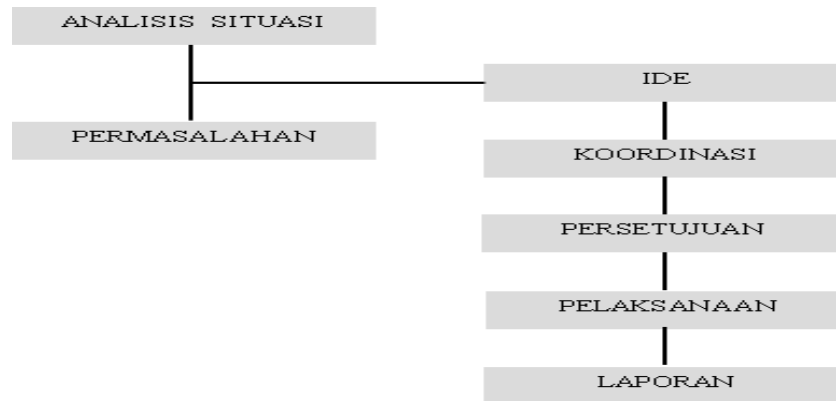 ANALISIS SITUASI
IDE
PERMASALAHAN
KOORDINASI
PERSETUJUAN
PELAKSANAAN
LAPORAN